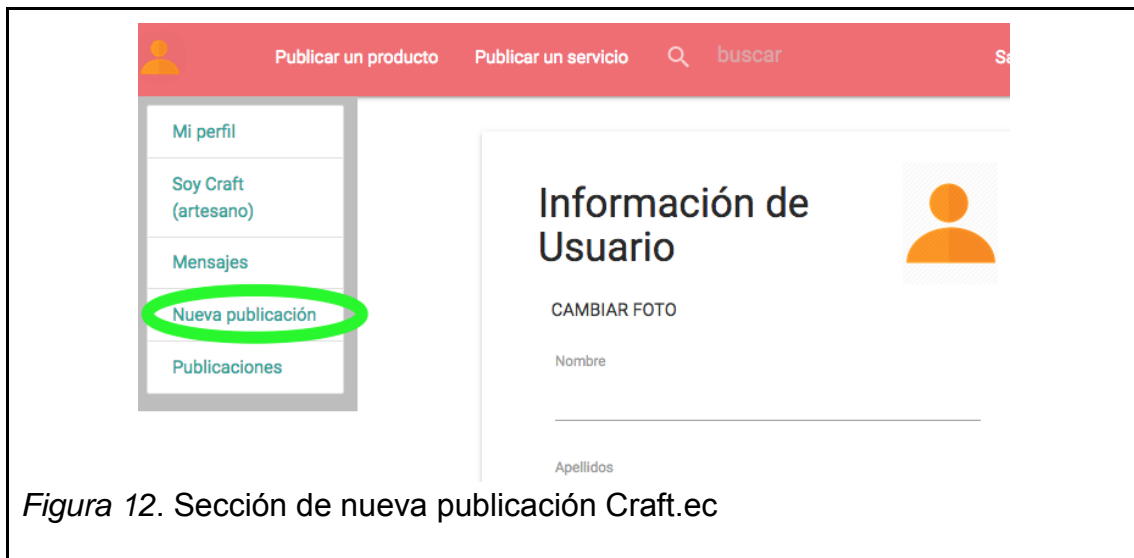 Publicar un producto Publicar un servicio buscar Sa
Mi perfil
Soy Craft
(artesano)
Mensajes
Nueva publicación
Publicaciones
Información de
Usuario
CAMBIAR FOTO
Nombre
Apellidos
Figura 12. Sección de nueva publicación Craft.ec